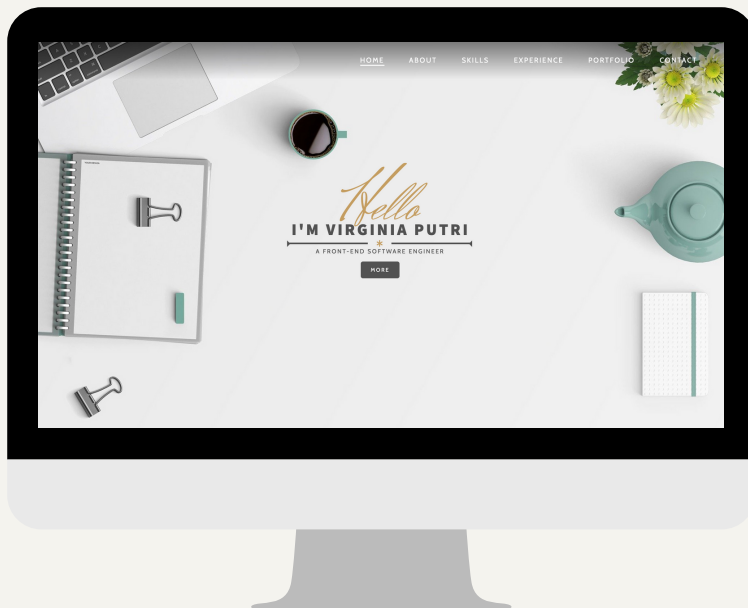 HOME ABOUT SKILLS EXPERIENCE PORTFOLIO CONTACT
Hello
I'M VIRGINIA PUTRI
A FRONT-END SOFTWARE ENGINEER
MORE